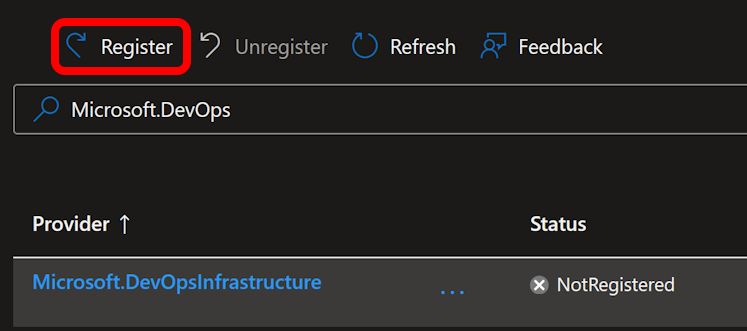 Register Unregister Refresh Feedback
Microsoft.DevOps
Provider ↑ Status
Microsoft.DevOpsInfrastructure ... NotRegistered